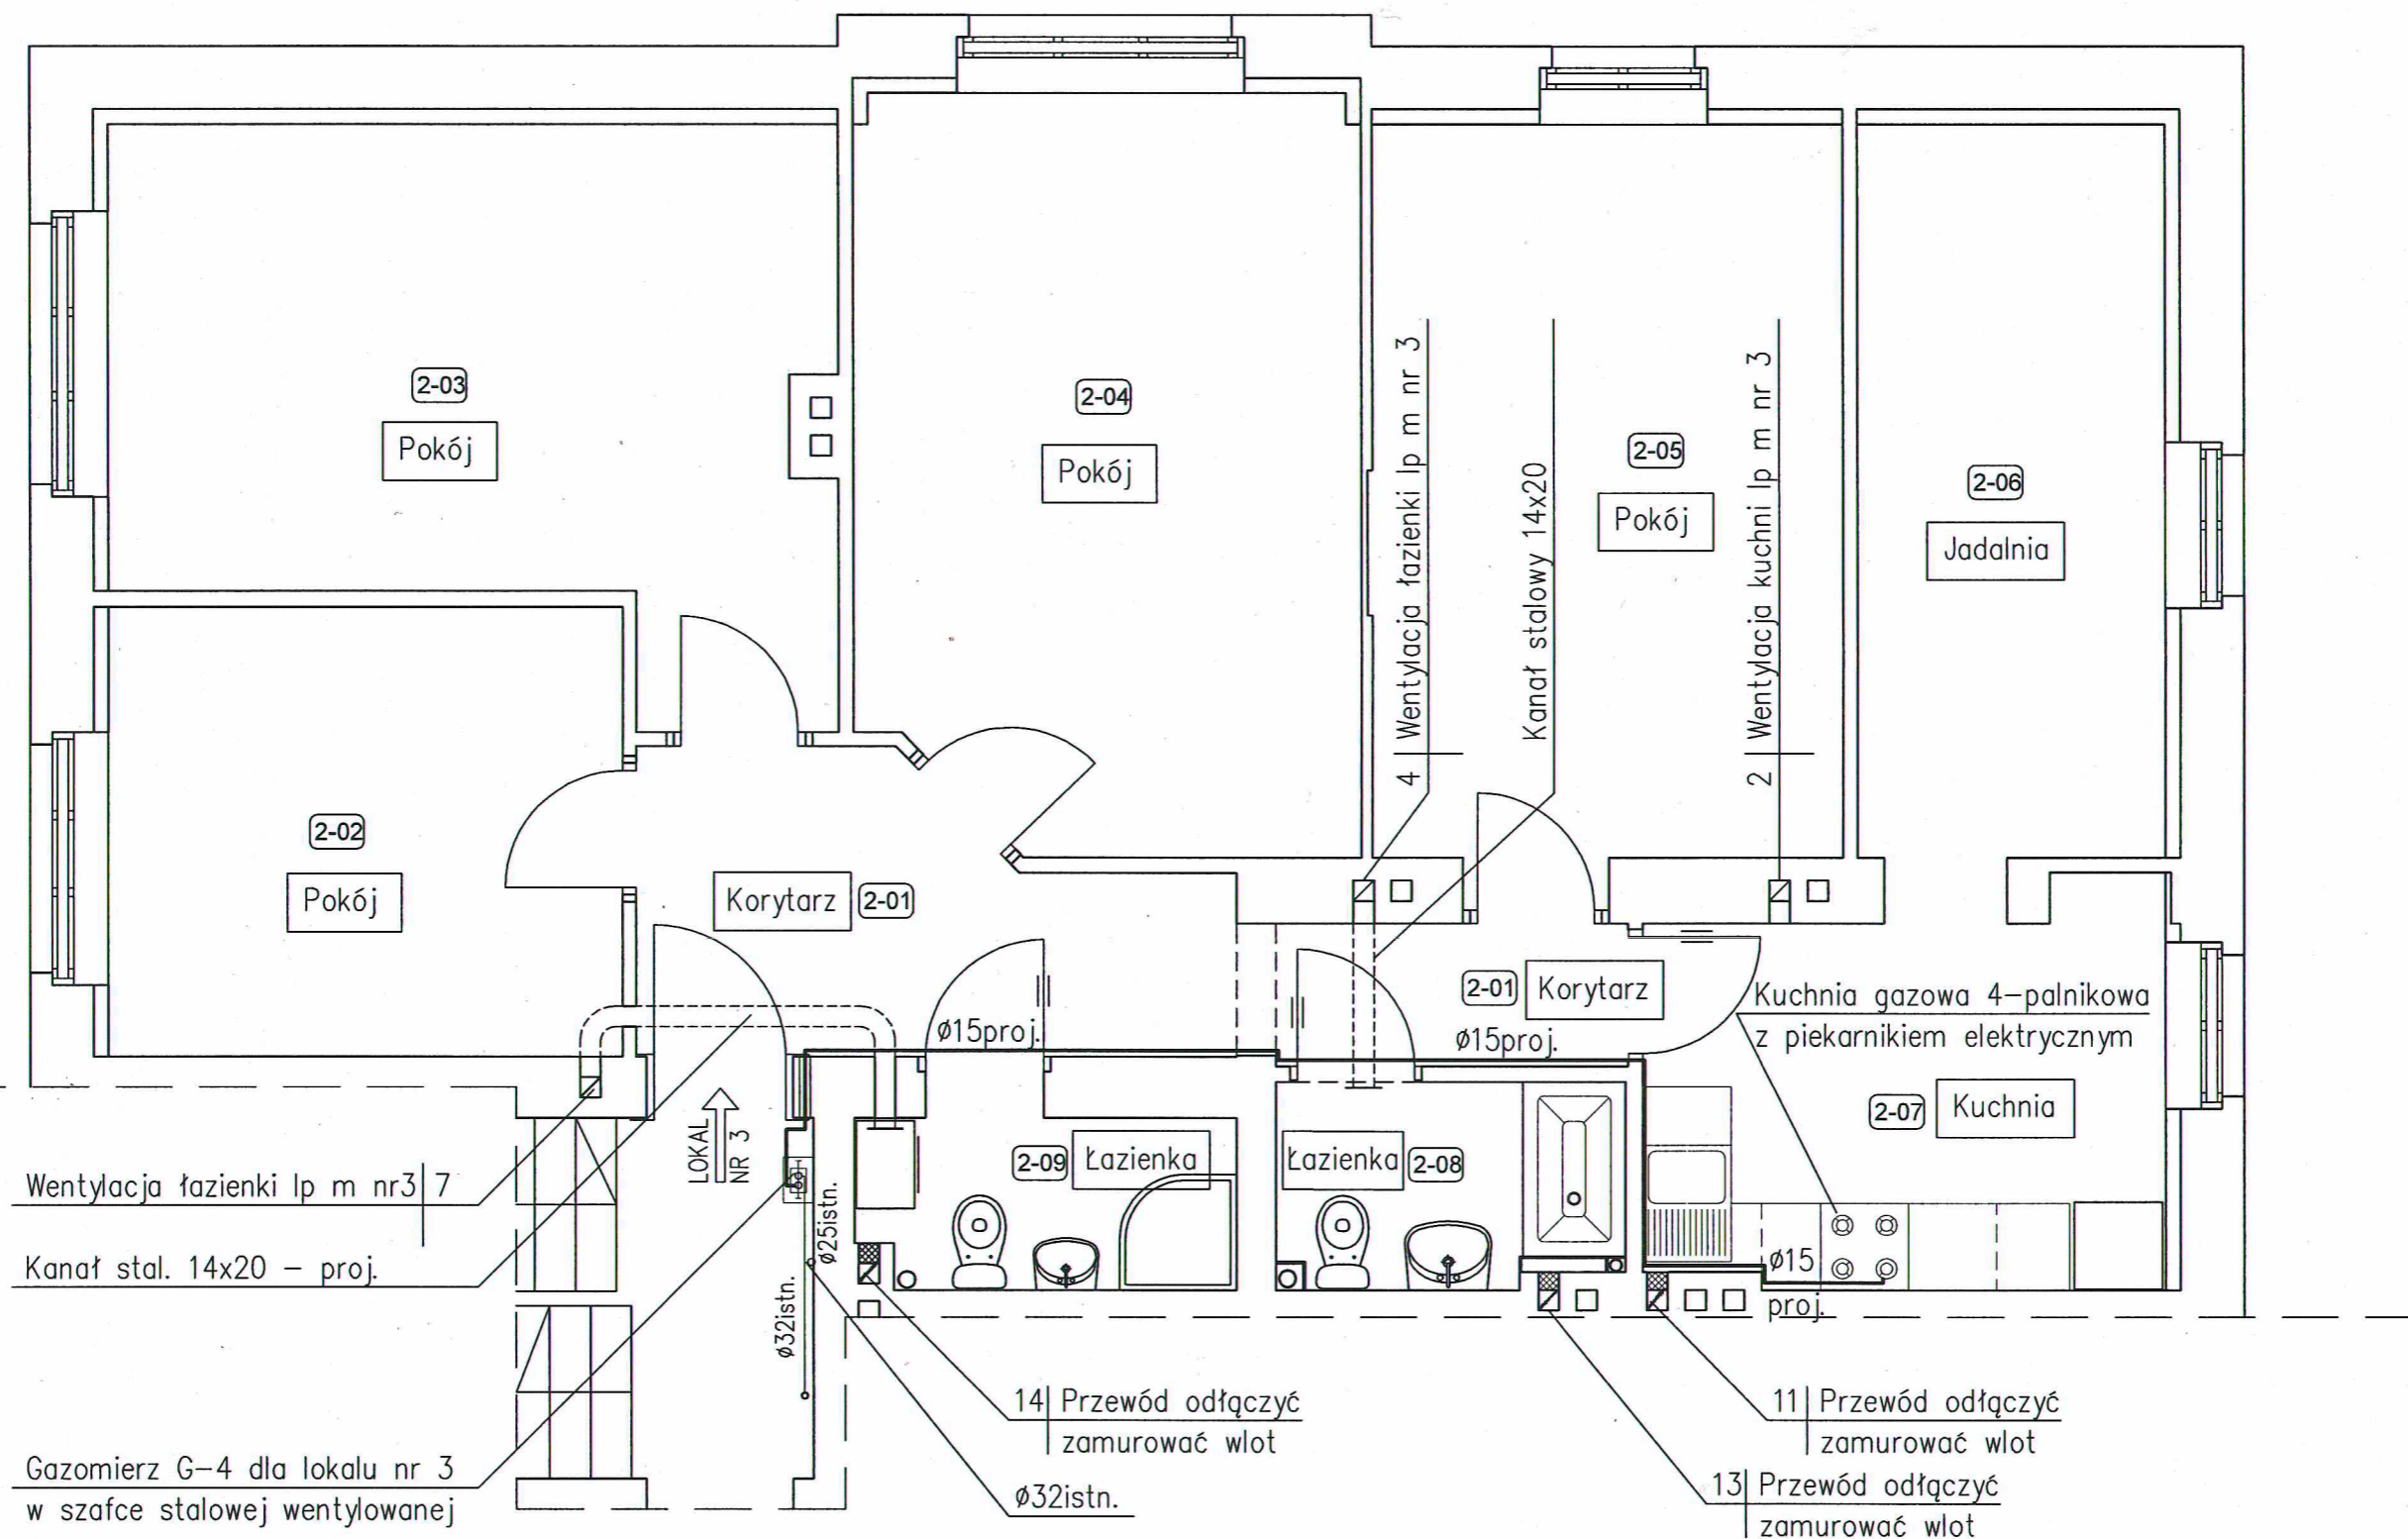 2-03
Pokój
2-04
Pokój
4 Wentylacja łazienki lp m nr 3
Kanał stalowy 14x20
2-05
Pokój
2 Wentylacja kuchni lp m nr 3
2-06
Jadalnia
2-02
Pokój
Korytarz 2-01
2-01 Korytarz
Kuchnia gazowa 4-palnikowa
z piekarnikiem elektrycznym
ø15proj.
ø15proj.
2-07 Kuchnia
LOKAL
NR 3
2-09 Łazienka
Łazienka 2-08
Wentylacja łazienki lp m nr3 7
Kanał stal. 14x20 - proj.
ø25istn.
ø32istn.
ø15
proj.
14 Przewód odłączyć
zamurować wlot
11 Przewód odłączyć
zamurować wlot
Gazomierz G-4 dla lokalu nr 3
w szafce stalowej wentylowanej
ø32istn.
13 Przewód odłączyć
zamurować wlot